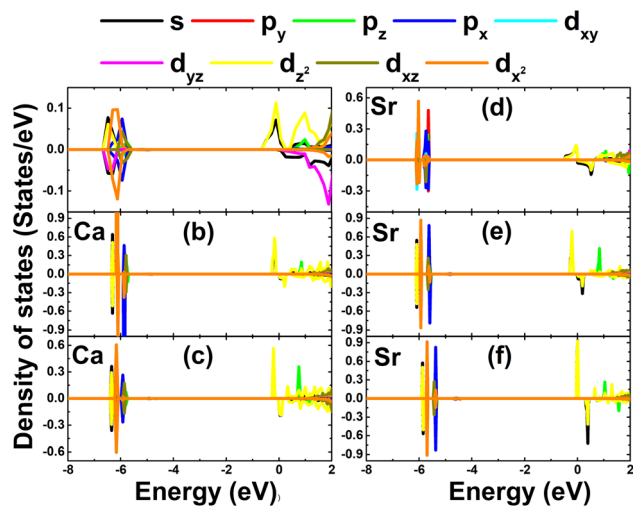 s p_y p_z p_x d_xy
d_yz d_z² d_xz d_x²
Density of states (States/eV)
0.1
0.0
-0.1
Sr (d)
0.6
0.3
0.0
-0.3
Ca (b)
0.9
0.6
0.3
0.0
-0.3
-0.6
-0.9
Sr (e)
0.9
0.6
0.3
0.0
-0.3
-0.6
-0.9
Ca (c)
0.6
0.3
0.0
-0.3
-0.6
Sr (f)
0.9
0.6
0.3
0.0
-0.3
-0.6
-0.9
-8 -6 -4 -2 0 2
-8 -6 -4 -2 0 2
Energy (eV)
)
Energy (eV)